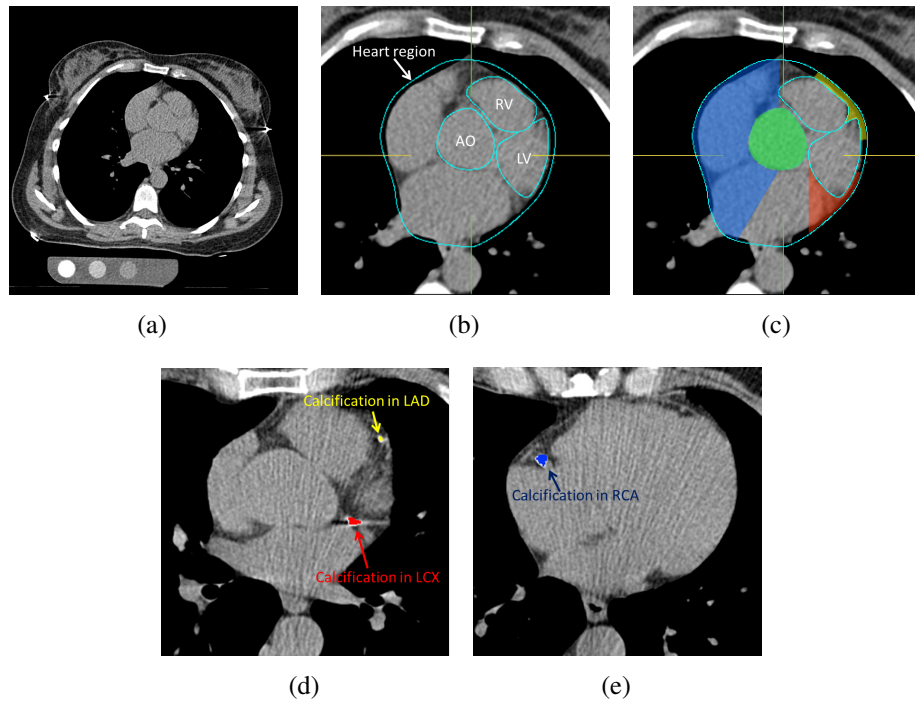 Heart region
RV
AO
LV
(a)
(b)
(c)
Calcification in LAD
Calcification in LCX
Calcification in RCA
(d)
(e)